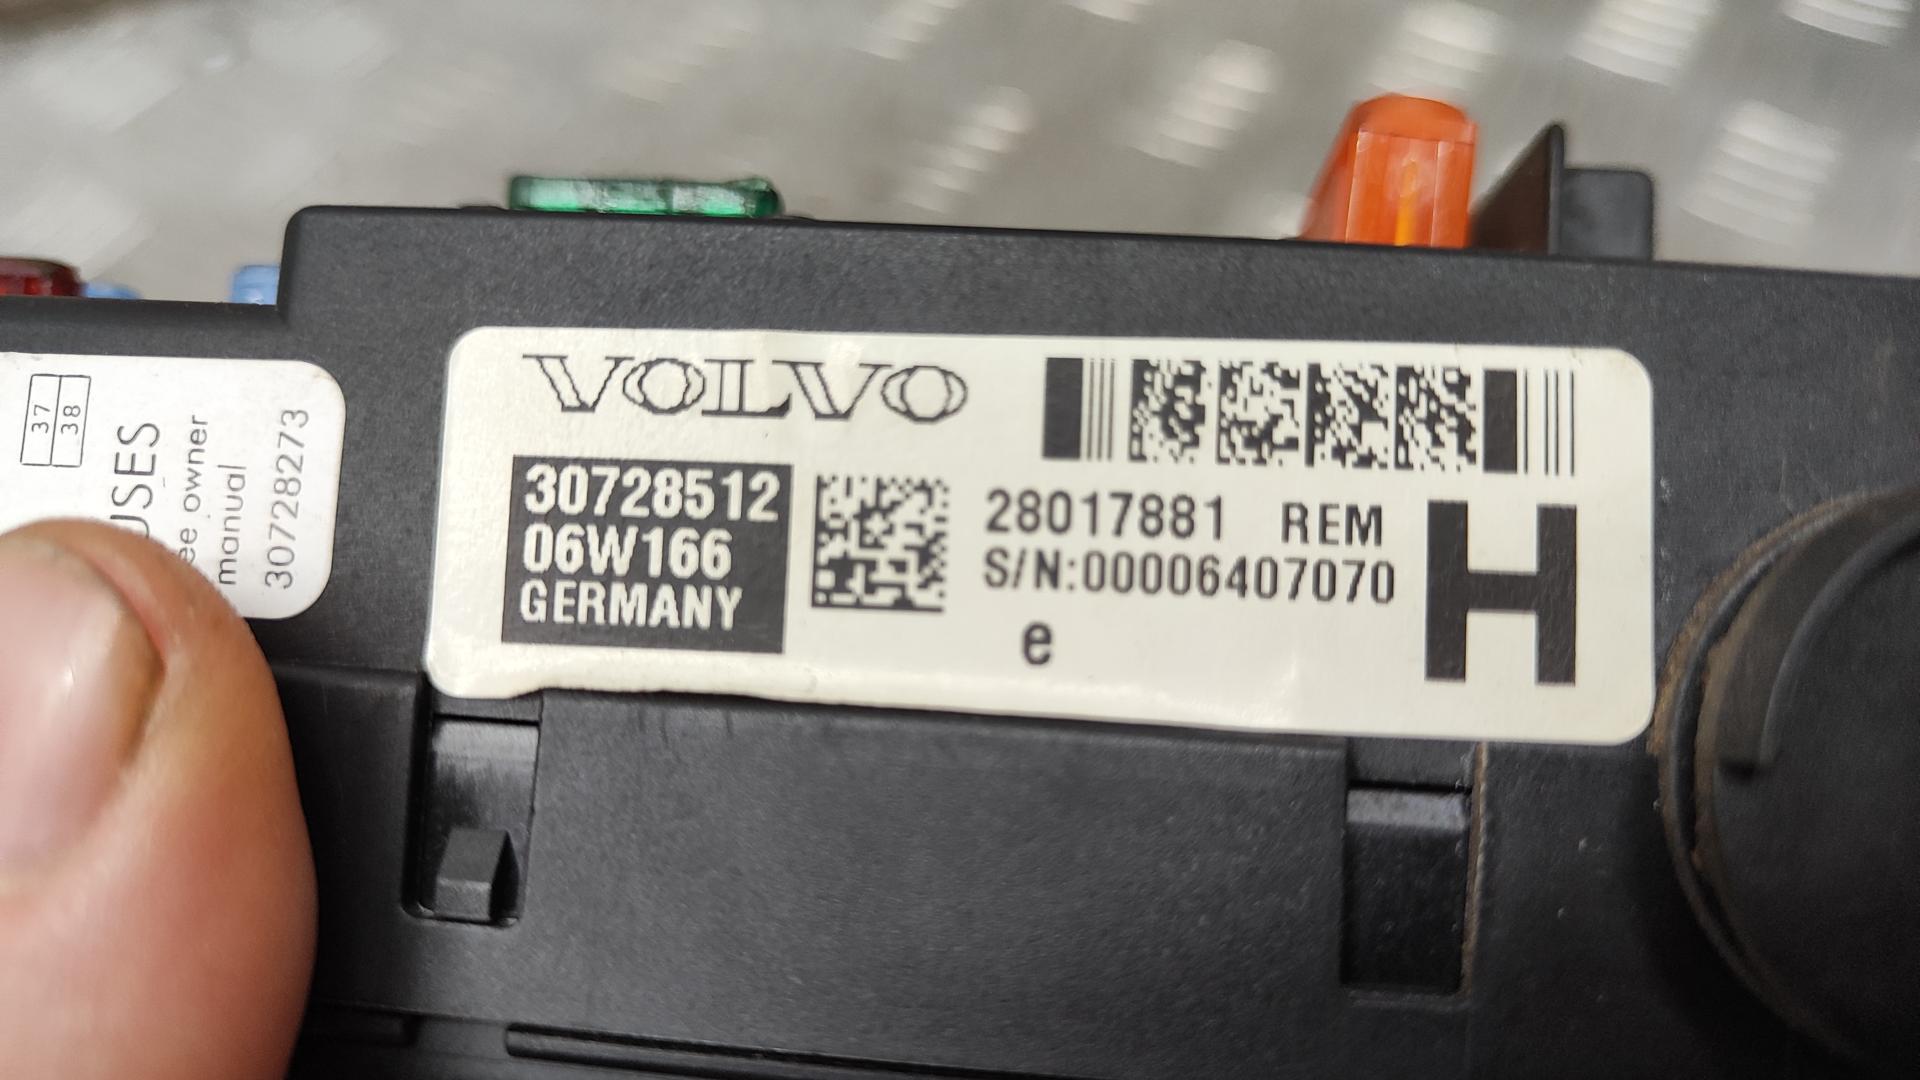 37
38
USES
ee owner
manual
30728273
VOLVO
30728512
06W166
GERMANY
28017881 REM
S/N:00006407070
e
H